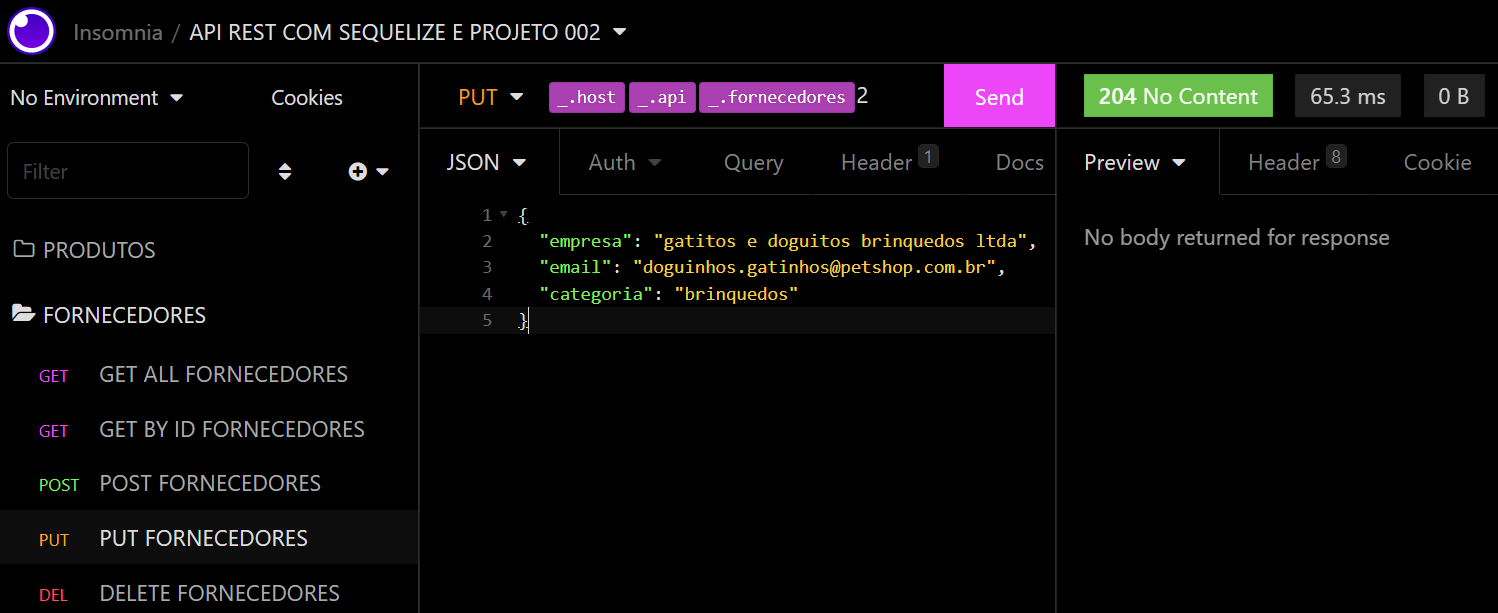 Insomnia / API REST COM SEQUELIZE E PROJETO 002
No Environment
Cookies
Filter
PRODUTOS
FORNECEDORES
GET GET ALL FORNECEDORES
GET GET BY ID FORNECEDORES
POST POST FORNECEDORES
PUT PUT FORNECEDORES
DEL DELETE FORNECEDORES
PUT _.host _.api _.fornecedores 2 Send
JSON Auth Query Header 1 Docs
1 {
2 "empresa": "gatitos e doguitos brinquedos ltda",
3 "email": "doguinhos.gatinhos@petshop.com.br",
4 "categoria": "brinquedos"
5 }
204 No Content 65.3 ms 0 B
Preview Header 8 Cookie
No body returned for response